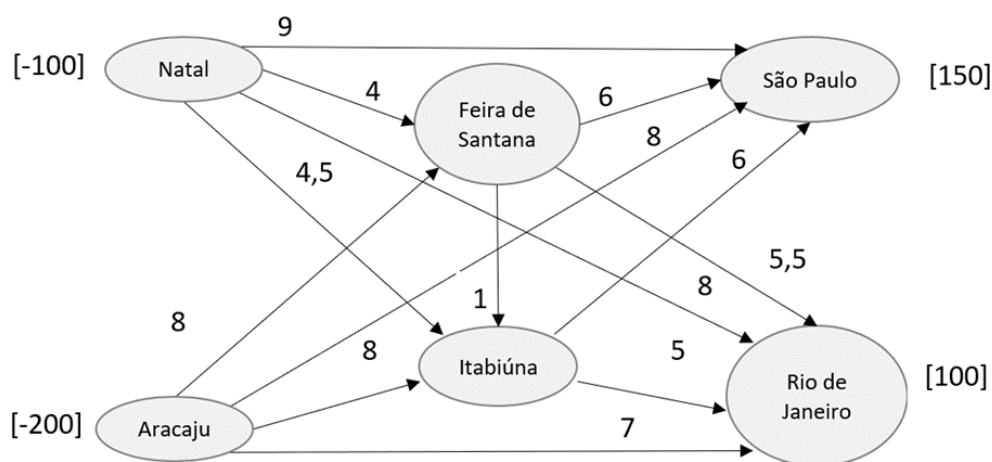 9
[-100]
Natal
São Paulo
[150]
4
6
Feira de
Santana
8
6
4,5
5,5
8
1
8
8
5
Itabiúna
Rio de
Janeiro
[100]
[-200]
Aracaju
7